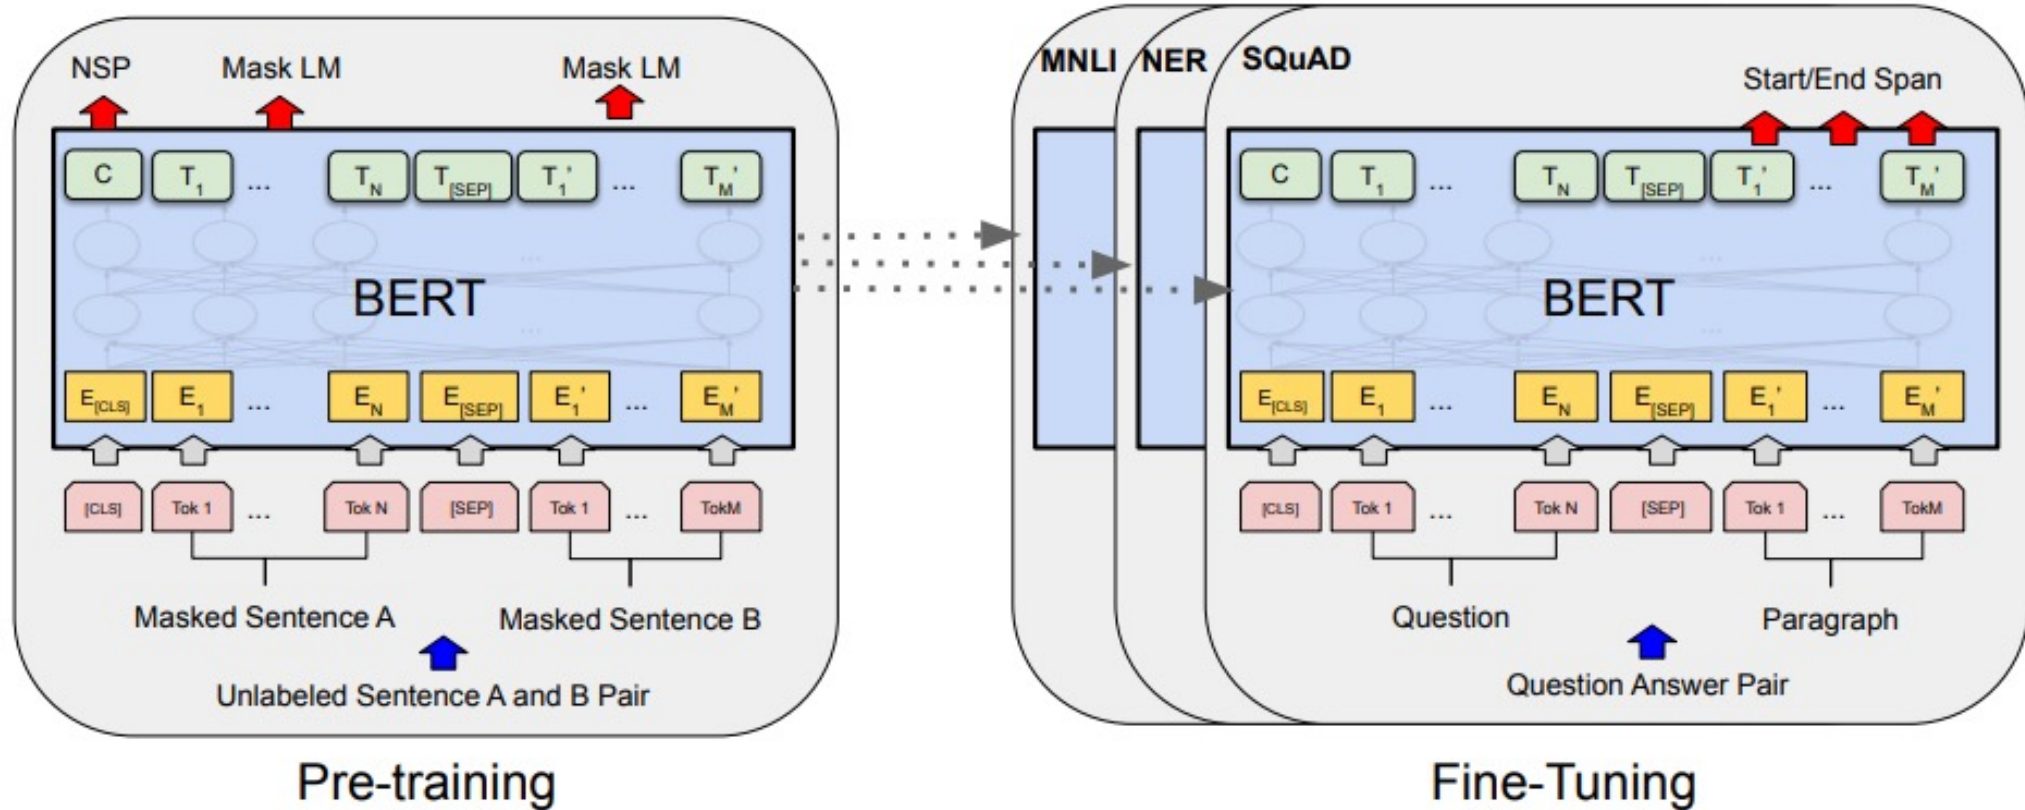 NSP Mask LM Mask LM
C T1 ... TN T[SEP] T1’ ... TM’
...
BERT
...
E[CLS] E1 ... EN E[SEP] E1’ ... EM’
[CLS] Tok 1 ... Tok N [SEP] Tok 1 ... TokM
Masked Sentence A Masked Sentence B
Unlabeled Sentence A and B Pair
Pre-training
MNLI NER SQuAD
Start/End Span
C T1 ... TN T[SEP] T1’ ... TM’
...
BERT
...
E[CLS] E1 ... EN E[SEP] E1’ ... EM’
[CLS] Tok 1 ... Tok N [SEP] Tok 1 ... TokM
Question Paragraph
Question Answer Pair
Fine-Tuning